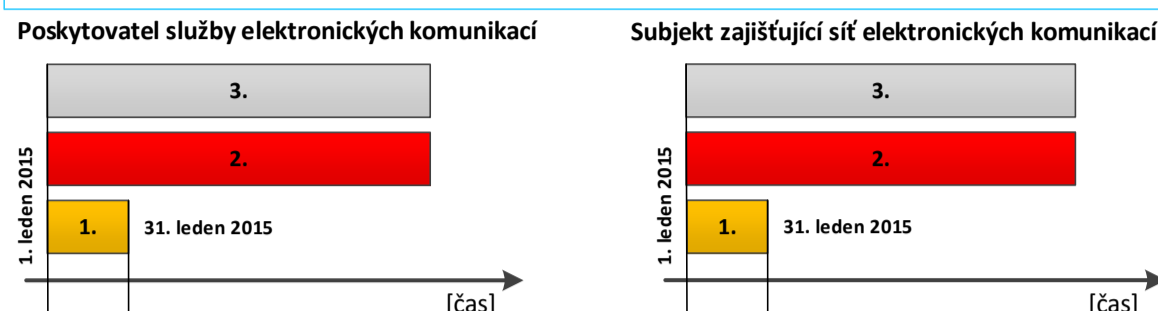 Poskytovatel služby elektronických komunikací
3.
2.
1. leden 2015
1.
31. leden 2015
[čas]
Subjekt zajišťující síť elektronických komunikací
3.
2.
1. leden 2015
1.
31. leden 2015
[čas]